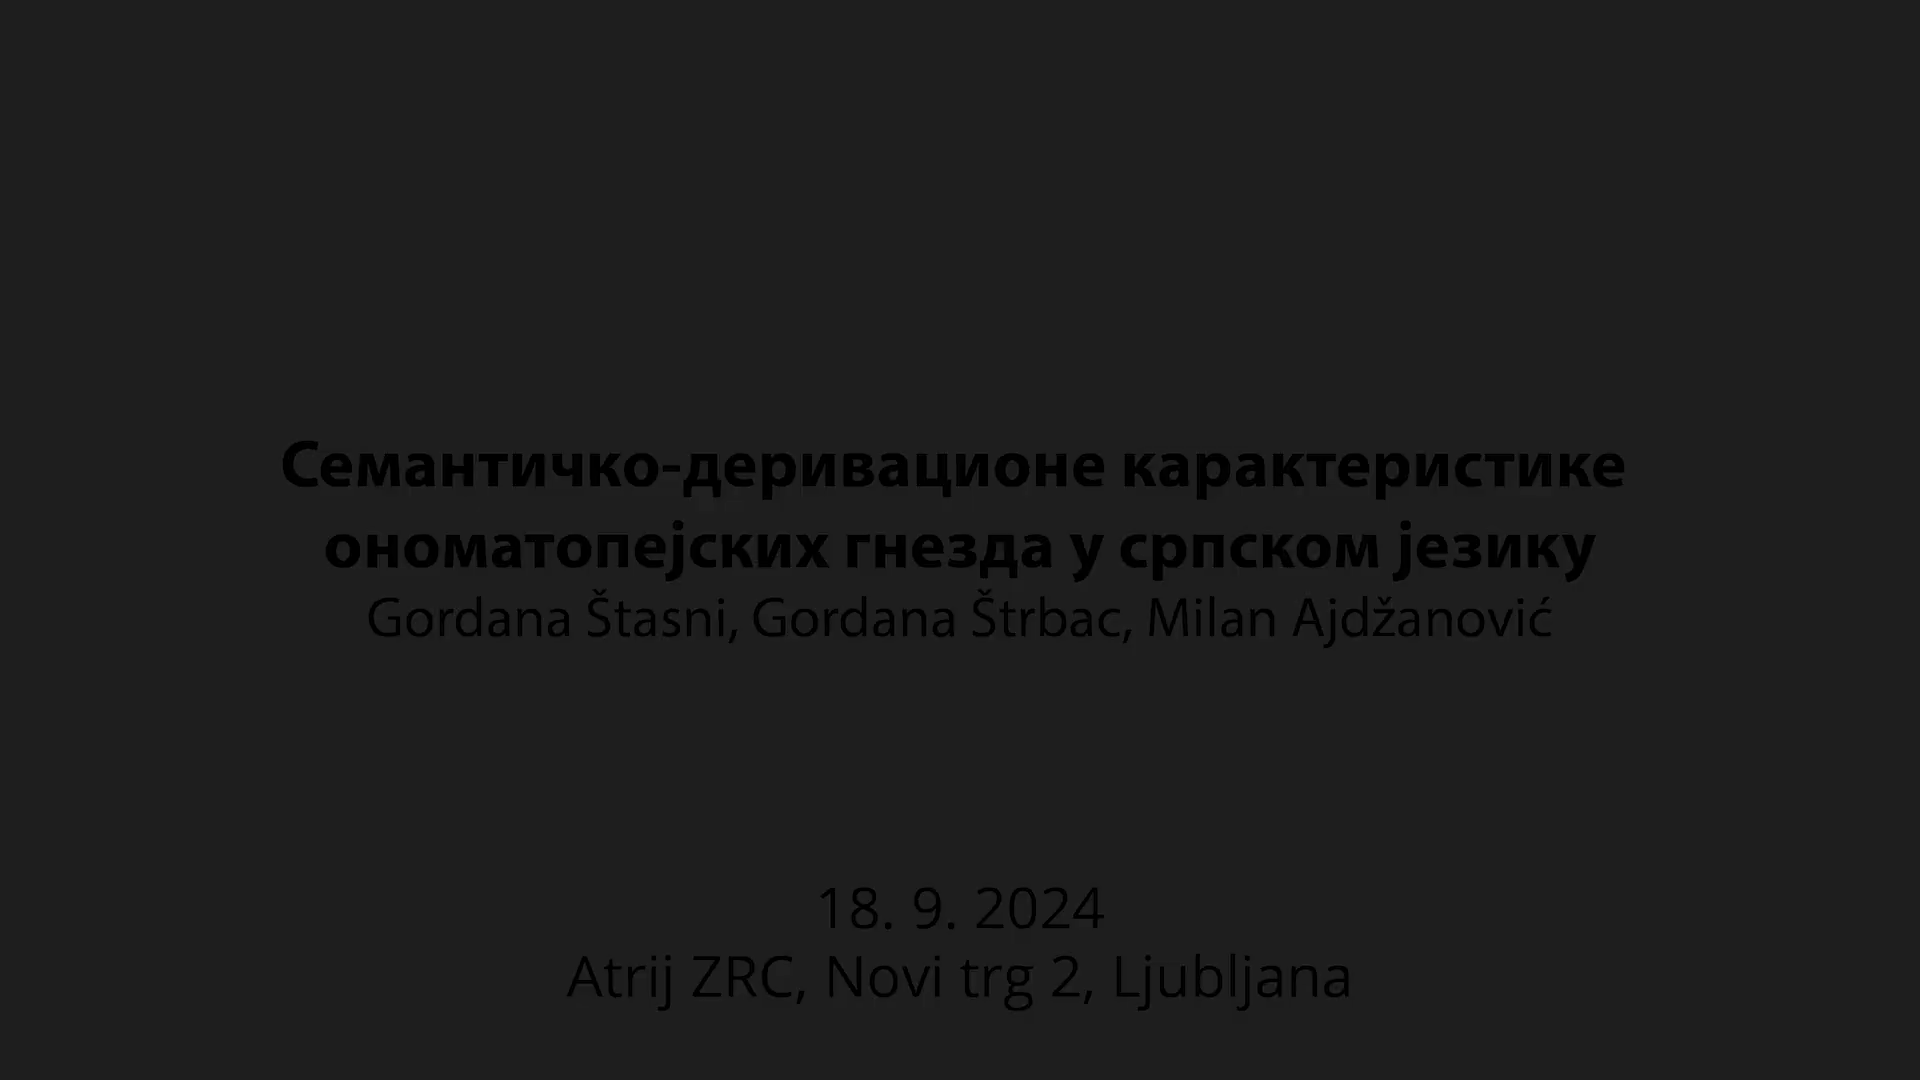 Семантичко-деривационе карактеристике
ономатопејских гнезда у српском језику
Gordana Štasni, Gordana Štrbac, Milan Ajdžanović
18. 9. 2024
Atrij ZRC, Novi trg 2, Ljubljana